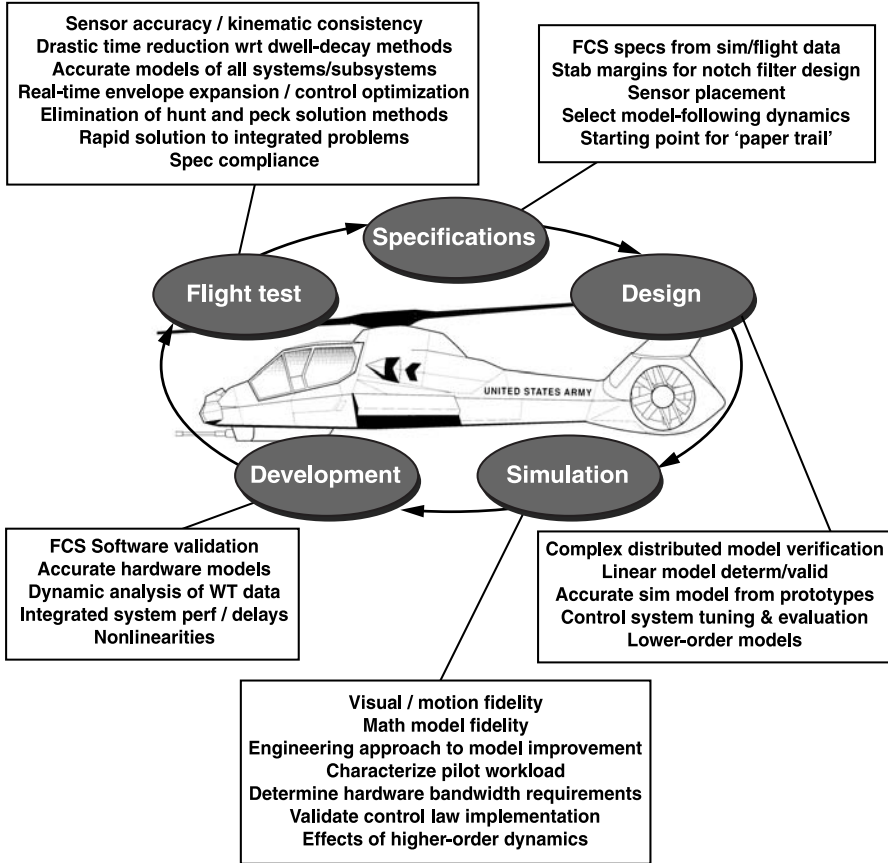 Sensor accuracy / kinematic consistency
Drastic time reduction wrt dwell-decay methods
Accurate models of all systems/subsystems
Real-time envelope expansion / control optimization
Elimination of hunt and peck solution methods
Rapid solution to integrated problems
Spec compliance
FCS specs from sim/flight data
Stab margins for notch filter design
Sensor placement
Select model-following dynamics
Starting point for ‘paper trail’
Specifications
Flight test
Design
UNITED STATES ARMY
Development
Simulation
FCS Software validation
Accurate hardware models
Dynamic analysis of WT data
Integrated system perf / delays
Nonlinearities
Complex distributed model verification
Linear model determ/valid
Accurate sim model from prototypes
Control system tuning & evaluation
Lower-order models
Visual / motion fidelity
Math model fidelity
Engineering approach to model improvement
Characterize pilot workload
Determine hardware bandwidth requirements
Validate control law implementation
Effects of higher-order dynamics